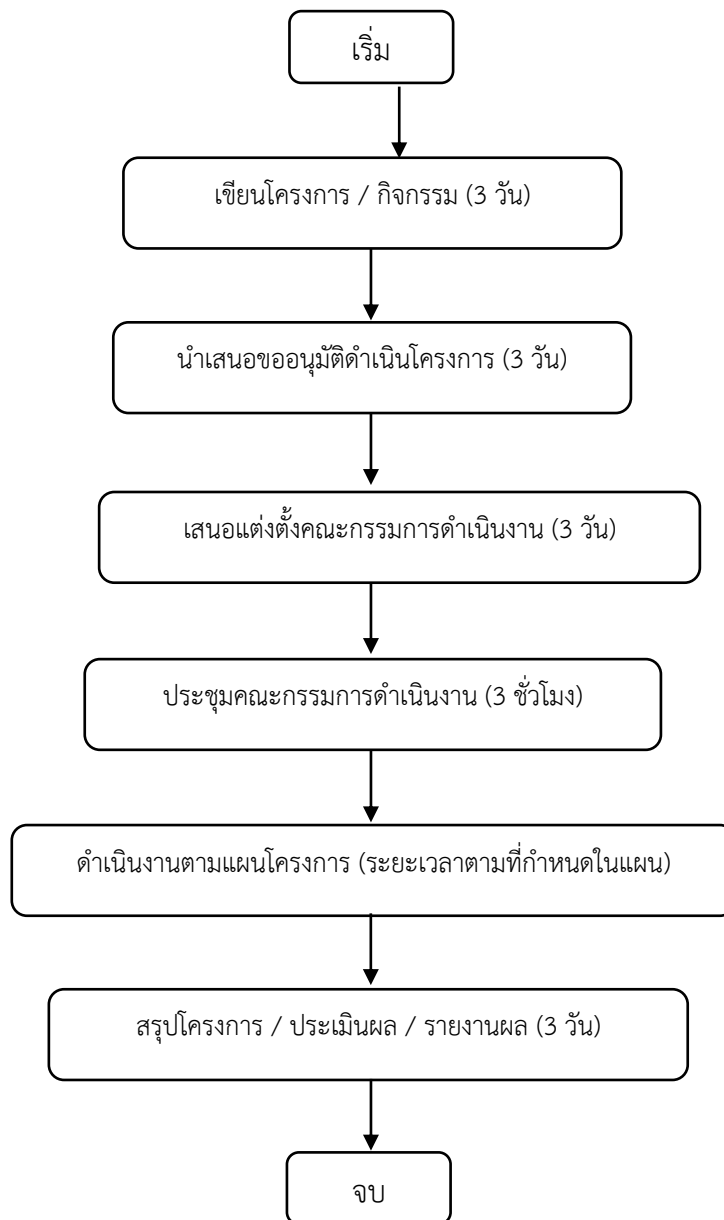 เริ่ม
เขียนโครงการ / กิจกรรม (3 วัน)
นำเสนอขออนุมัติดำเนินโครงการ (3 วัน)
เสนอแต่งตั้งคณะกรรมการดำเนินงาน (3 วัน)
ประชุมคณะกรรมการดำเนินงาน (3 ชั่วโมง)
ดำเนินงานตามแผนโครงการ (ระยะเวลาตามที่กำหนดในแผน)
สรุปโครงการ / ประเมินผล / รายงานผล (3 วัน)
จบ